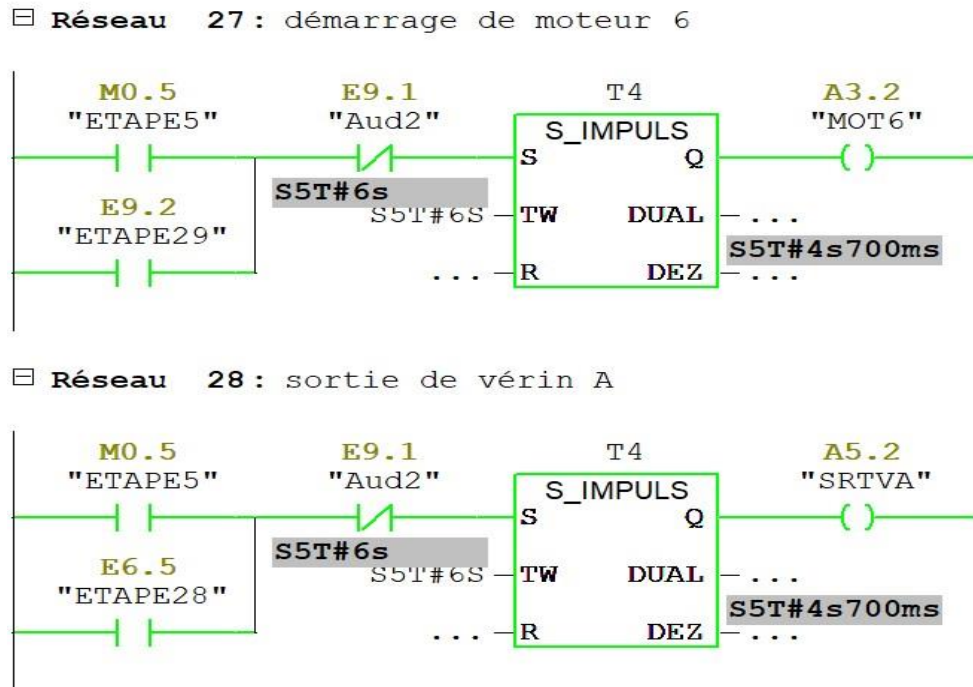 Réseau 27 : démarrage de moteur 6
M0.5 E9.1 T4 A3.2
"ETAPE5" "Aud2" S_IMPULS "MOT6"
S Q
S5T#6s
E9.2 S5T#6S TW DUAL ...
"ETAPE29" S5T#4s700ms
... R DEZ ...
Réseau 28 : sortie de vérin A
M0.5 E9.1 T4 A5.2
"ETAPE5" "Aud2" S_IMPULS "SRTVA"
S Q
S5T#6s
E6.5 S5T#6S TW DUAL ...
"ETAPE28" S5T#4s700ms
... R DEZ ...